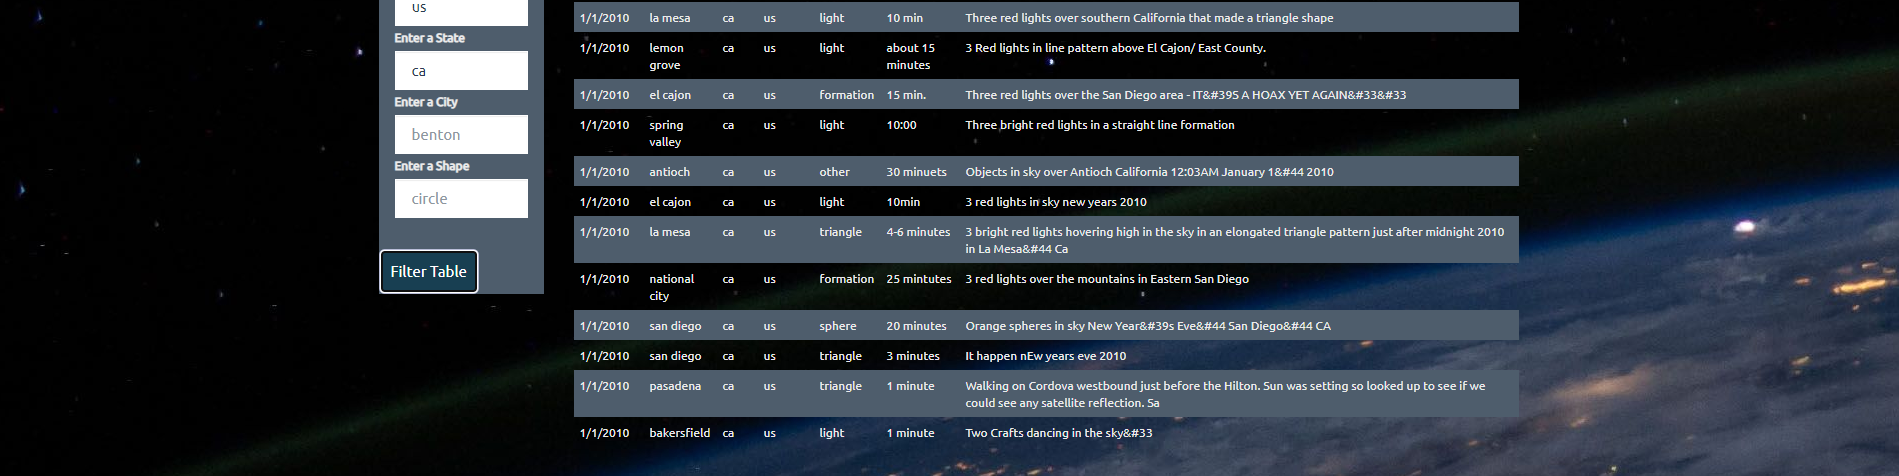 us
Enter a State
ca
Enter a City
benton
Enter a Shape
circle
Filter Table
1/1/2010 la mesa ca us light 10 min Three red lights over southern California that made a triangle shape
1/1/2010 lemon grove ca us light about 15 minutes 3 Red lights in line pattern above El Cajon/ East County.
1/1/2010 el cajon ca us formation 15 min. Three red lights over the San Diego area - IT&#39S A HOAX YET AGAIN&#33&#33
1/1/2010 spring valley ca us light 10:00 Three bright red lights in a straight line formation
1/1/2010 antioch ca us other 30 minuets Objects in sky over Antioch California 12:03AM January 1&#44 2010
1/1/2010 el cajon ca us light 10min 3 red lights in sky new years 2010
1/1/2010 la mesa ca us triangle 4-6 minutes 3 bright red lights hovering high in the sky in an elongated triangle pattern just after midnight 2010
in La Mesa&#44 Ca
1/1/2010 national city ca us formation 25 mintutes 3 red lights over the mountains in Eastern San Diego
1/1/2010 san diego ca us sphere 20 minutes Orange spheres in sky New Year&#39s Eve&#44 San Diego&#44 CA
1/1/2010 san diego ca us triangle 3 minutes It happen nEw years eve 2010
1/1/2010 pasadena ca us triangle 1 minute Walking on Cordova westbound just before the Hilton. Sun was setting so looked up to see if we
could see any satellite reflection. Sa
1/1/2010 bakersfield ca us light 1 minute Two Crafts dancing in the sky&#33